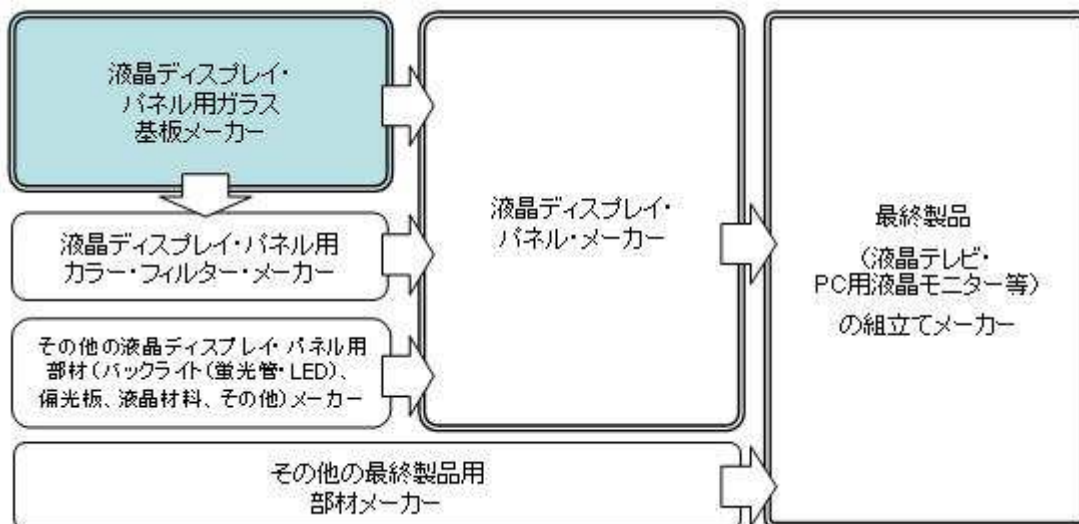 液晶ディスプレイ・
パネル用ガラス
基板メーカー
液晶ディスプレイ・パネル用
カラー・フィルター・メーカー
その他の液晶ディスプレイ・パネル用
部材（バックライト（蛍光管・LED）、
偏光板、液晶材料、その他）メーカー
その他の最終製品用
部材メーカー
液晶ディスプレイ・
パネル・メーカー
最終製品
（液晶テレビ・
PC用液晶モニター等）
の組立てメーカー